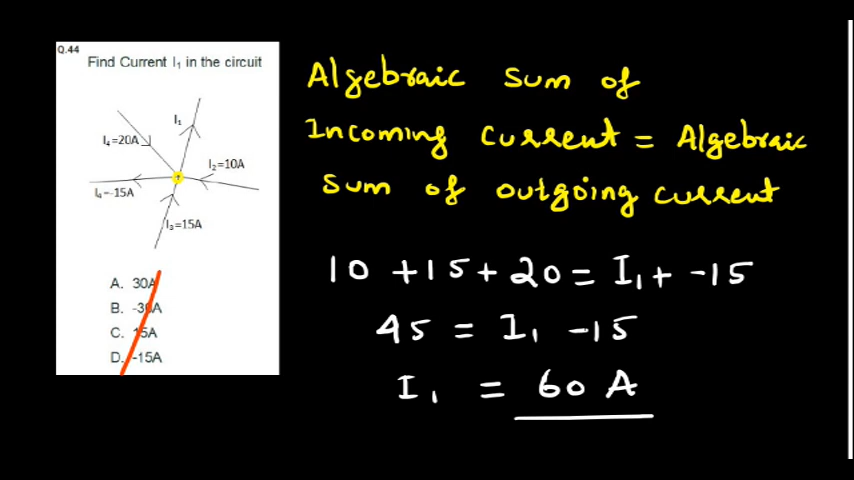 Q.44
Find Current I₁ in the circuit
I₁
I₄=20A
I₂=10A
I₄=-15A
I₃=15A
A. 30A
B. -30A
C. 15A
D. -15A
Algebraic sum of
Incoming current = Algebraic
sum of outgoing current
10 + 15 + 20 = I₁ + -15
45 = I₁ -15
I₁ = 60 A